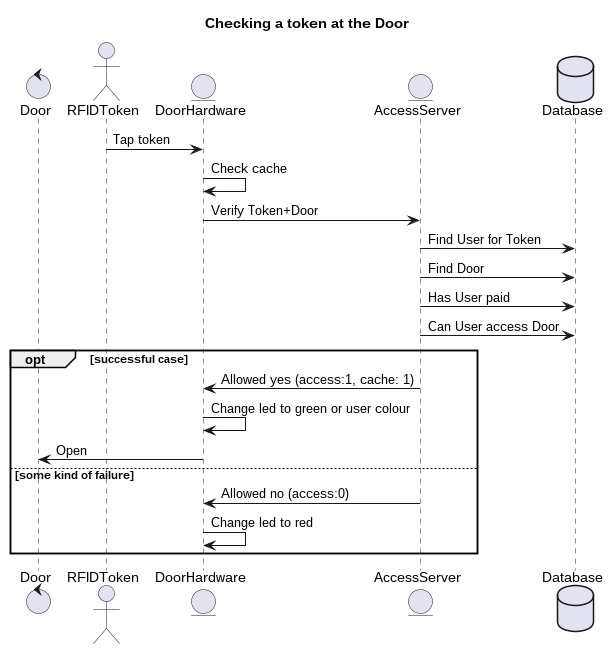 Checking a token at the Door
Door RFIDToken DoorHardware AccessServer Database
Tap token
Check cache
Verify Token+Door
Find User for Token
Find Door
Has User paid
Can User access Door
opt [successful case]
Allowed yes (access:1, cache: 1)
Change led to green or user colour
Open
[some kind of failure]
Allowed no (access:0)
Change led to red
Door RFIDToken DoorHardware AccessServer Database